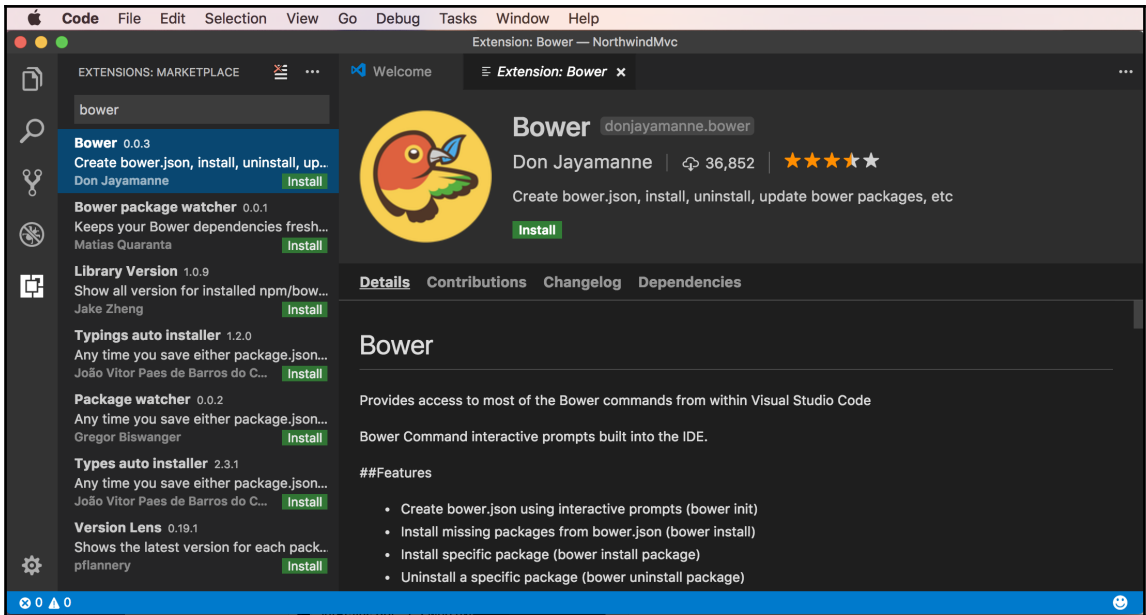 Code File Edit Selection View Go Debug Tasks Window Help
Extension: Bower — NorthwindMvc
EXTENSIONS: MARKETPLACE
Welcome
Extension: Bower
bower
Bower 0.0.3
Create bower.json, install, uninstall, up...
Don Jayamanne Install
Bower package watcher 0.0.1
Keeps your Bower dependencies fresh...
Matias Quaranta Install
Library Version 1.0.9
Show all version for installed npm/bow...
Jake Zheng Install
Typings auto installer 1.2.0
Any time you save either package.json...
João Vitor Paes de Barros do C... Install
Package watcher 0.0.2
Any time you save either package.json...
Gregor Biswanger Install
Types auto installer 2.3.1
Any time you save either package.json...
João Vitor Paes de Barros do C... Install
Version Lens 0.19.1
Shows the latest version for each pack..
pflannery Install
Bower donjayamanne.bower
Don Jayamanne 36,852
Create bower.json, install, uninstall, update bower packages, etc
Install
Details Contributions Changelog Dependencies
Bower
Provides access to most of the Bower commands from within Visual Studio Code
Bower Command interactive prompts built into the IDE.
##Features
• Create bower.json using interactive prompts (bower init)
• Install missing packages from bower.json (bower install)
• Install specific package (bower install package)
• Uninstall a specific package (bower uninstall package)
0 0